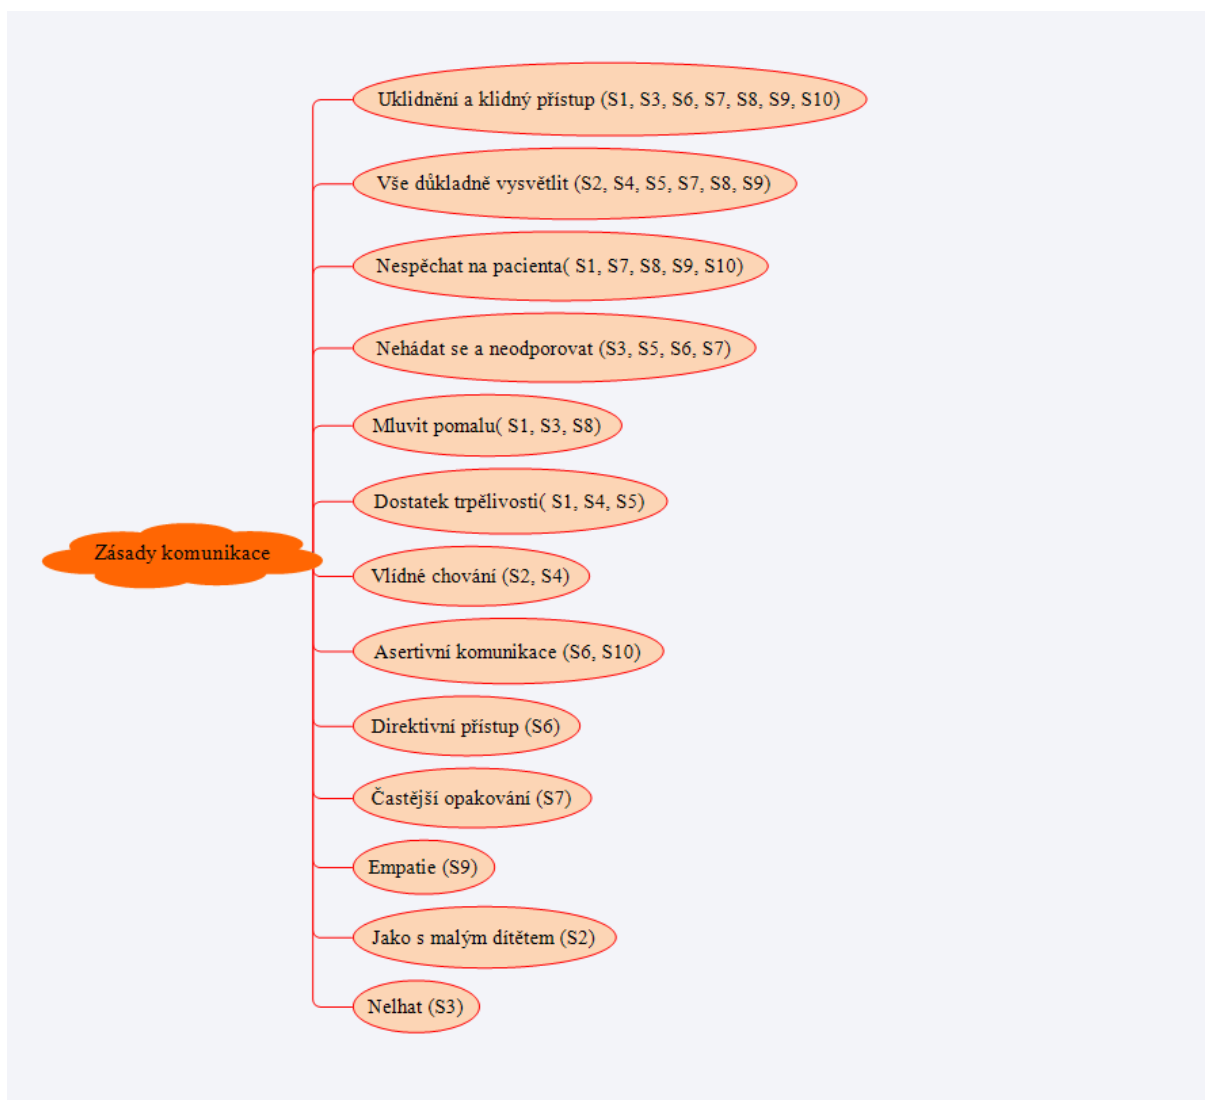 Uklidnění a klidný přístup (S1, S3, S6, S7, S8, S9, S10)
Vše důkladně vysvětlit (S2, S4, S5, S7, S8, S9)
Nespěchat na pacienta( S1, S7, S8, S9, S10)
Nehádat se a neodporovat (S3, S5, S6, S7)
Mluvit pomalu( S1, S3, S8)
Dostatek trpělivosti( S1, S4, S5)
Zásady komunikace
Vlídné chování (S2, S4)
Asertivní komunikace (S6, S10)
Direktivní přístup (S6)
Častější opakování (S7)
Empatie (S9)
Jako s malým dítětem (S2)
Nelhat (S3)